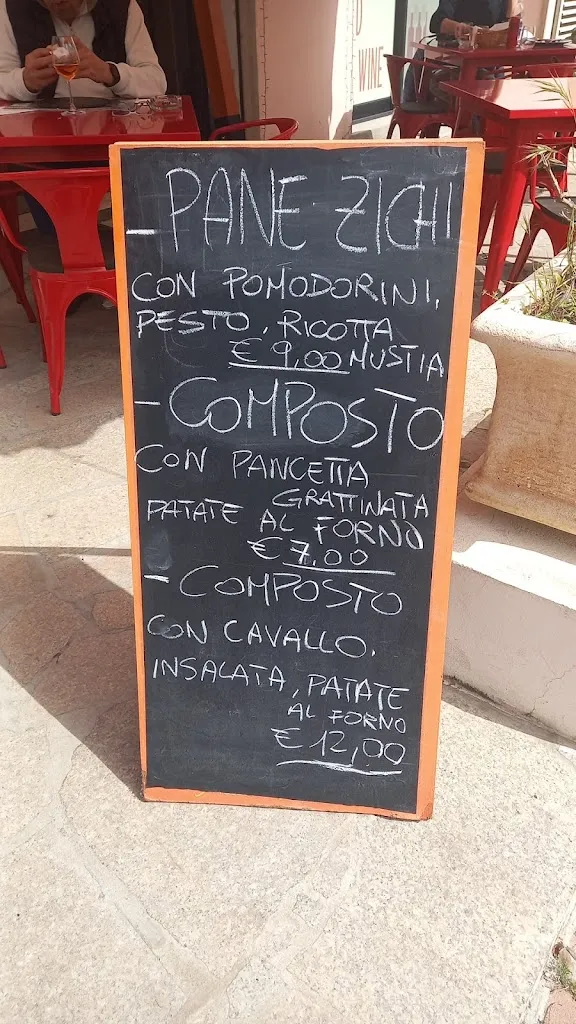 O
WINE
- PANE ZICHI
CON POMODORINI,
PESTO, RICOTTA
€ 9,00 MUSTIA
- COMPOSTO
CON PANCETTA
GRATTINATA
PATATE AL FORNO
€ 7,00
- COMPOSTO
CON CAVALLO,
INSALATA, PATATE
AL FORNO
€ 12,00